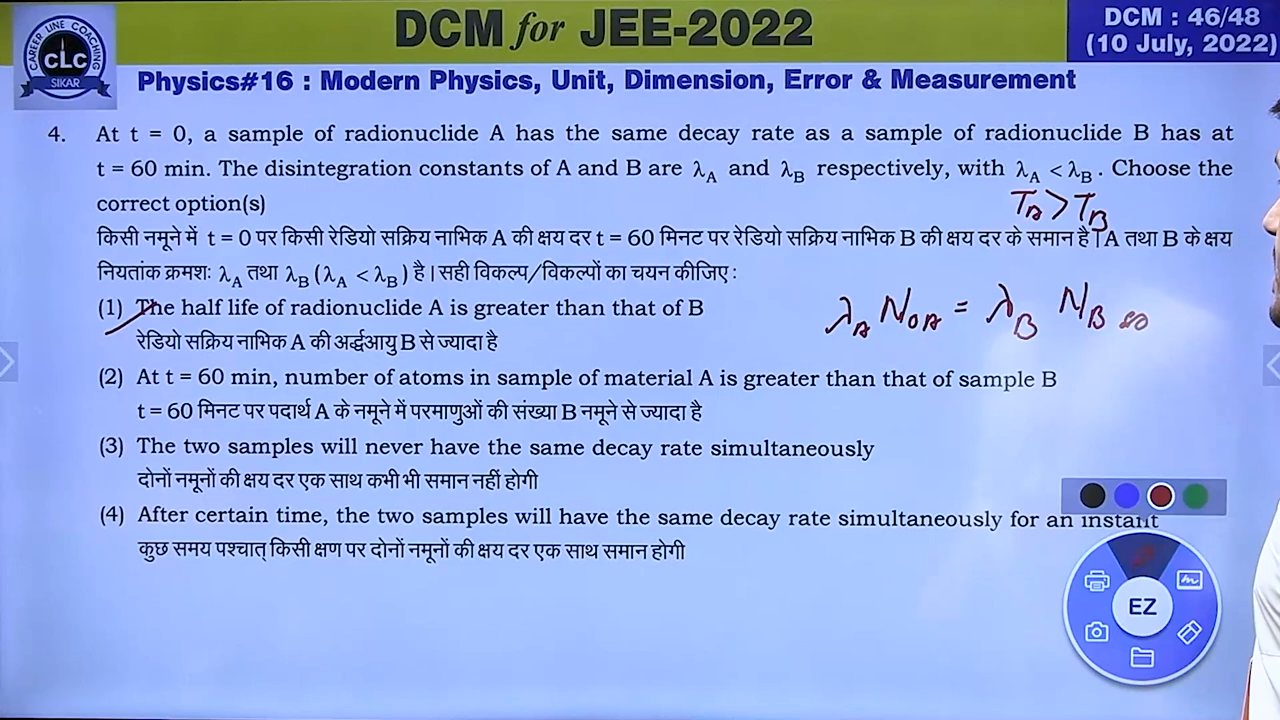 DCM for JEE-2022
DCM : 46/48
(10 July, 2022)
CAREER LINE COACHING
CLC
SIKAR
Physics#16 : Modern Physics, Unit, Dimension, Error & Measurement
4. At t = 0, a sample of radionuclide A has the same decay rate as a sample of radionuclide B has at
t = 60 min. The disintegration constants of A and B are λA and λB respectively, with λA < λB. Choose the
correct option(s)
TA > TB
किसी नमूने में t = 0 पर किसी रेडियो सक्रिय नाभिक A की क्षय दर t = 60 मिनट पर रेडियो सक्रिय नाभिक B की क्षय दर के समान है। A तथा B के क्षय
नियतांक क्रमशः λA तथा λB (λA < λB) है। सही विकल्प/विकल्पों का चयन कीजिए :
(1) The half life of radionuclide A is greater than that of B
λA N0A = λB NB 60
रेडियो सक्रिय नाभिक A की अर्द्धआयु B से ज्यादा है
(2) At t = 60 min, number of atoms in sample of material A is greater than that of sample B
t = 60 मिनट पर पदार्थ A के नमूने में परमाणुओं की संख्या B नमूने से ज्यादा है
(3) The two samples will never have the same decay rate simultaneously
दोनों नमूनों की क्षय दर एक साथ कभी भी समान नहीं होगी
(4) After certain time, the two samples will have the same decay rate simultaneously for an instant
कुछ समय पश्चात् किसी क्षण पर दोनों नमूनों की क्षय दर एक साथ समान होगी
EZ